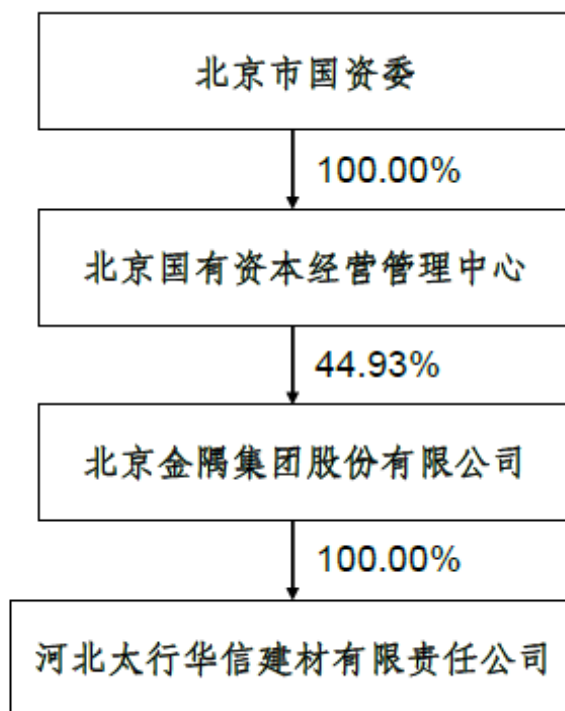 北京市国资委
100.00%
北京国有资本经营管理中心
44.93%
北京金隅集团股份有限公司
100.00%
河北太行华信建材有限责任公司